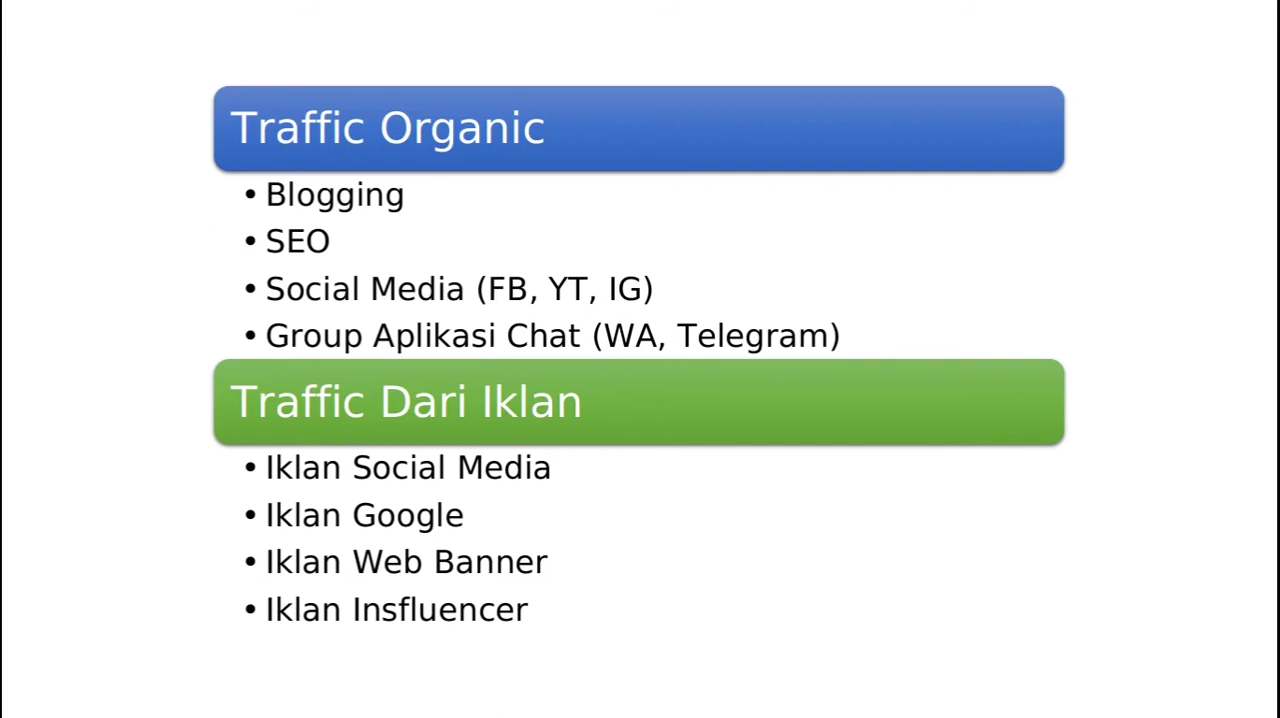 Traffic Organic
• Blogging
• SEO
• Social Media (FB, YT, IG)
• Group Aplikasi Chat (WA, Telegram)
Traffic Dari Iklan
• Iklan Social Media
• Iklan Google
• Iklan Web Banner
• Iklan Insfluencer